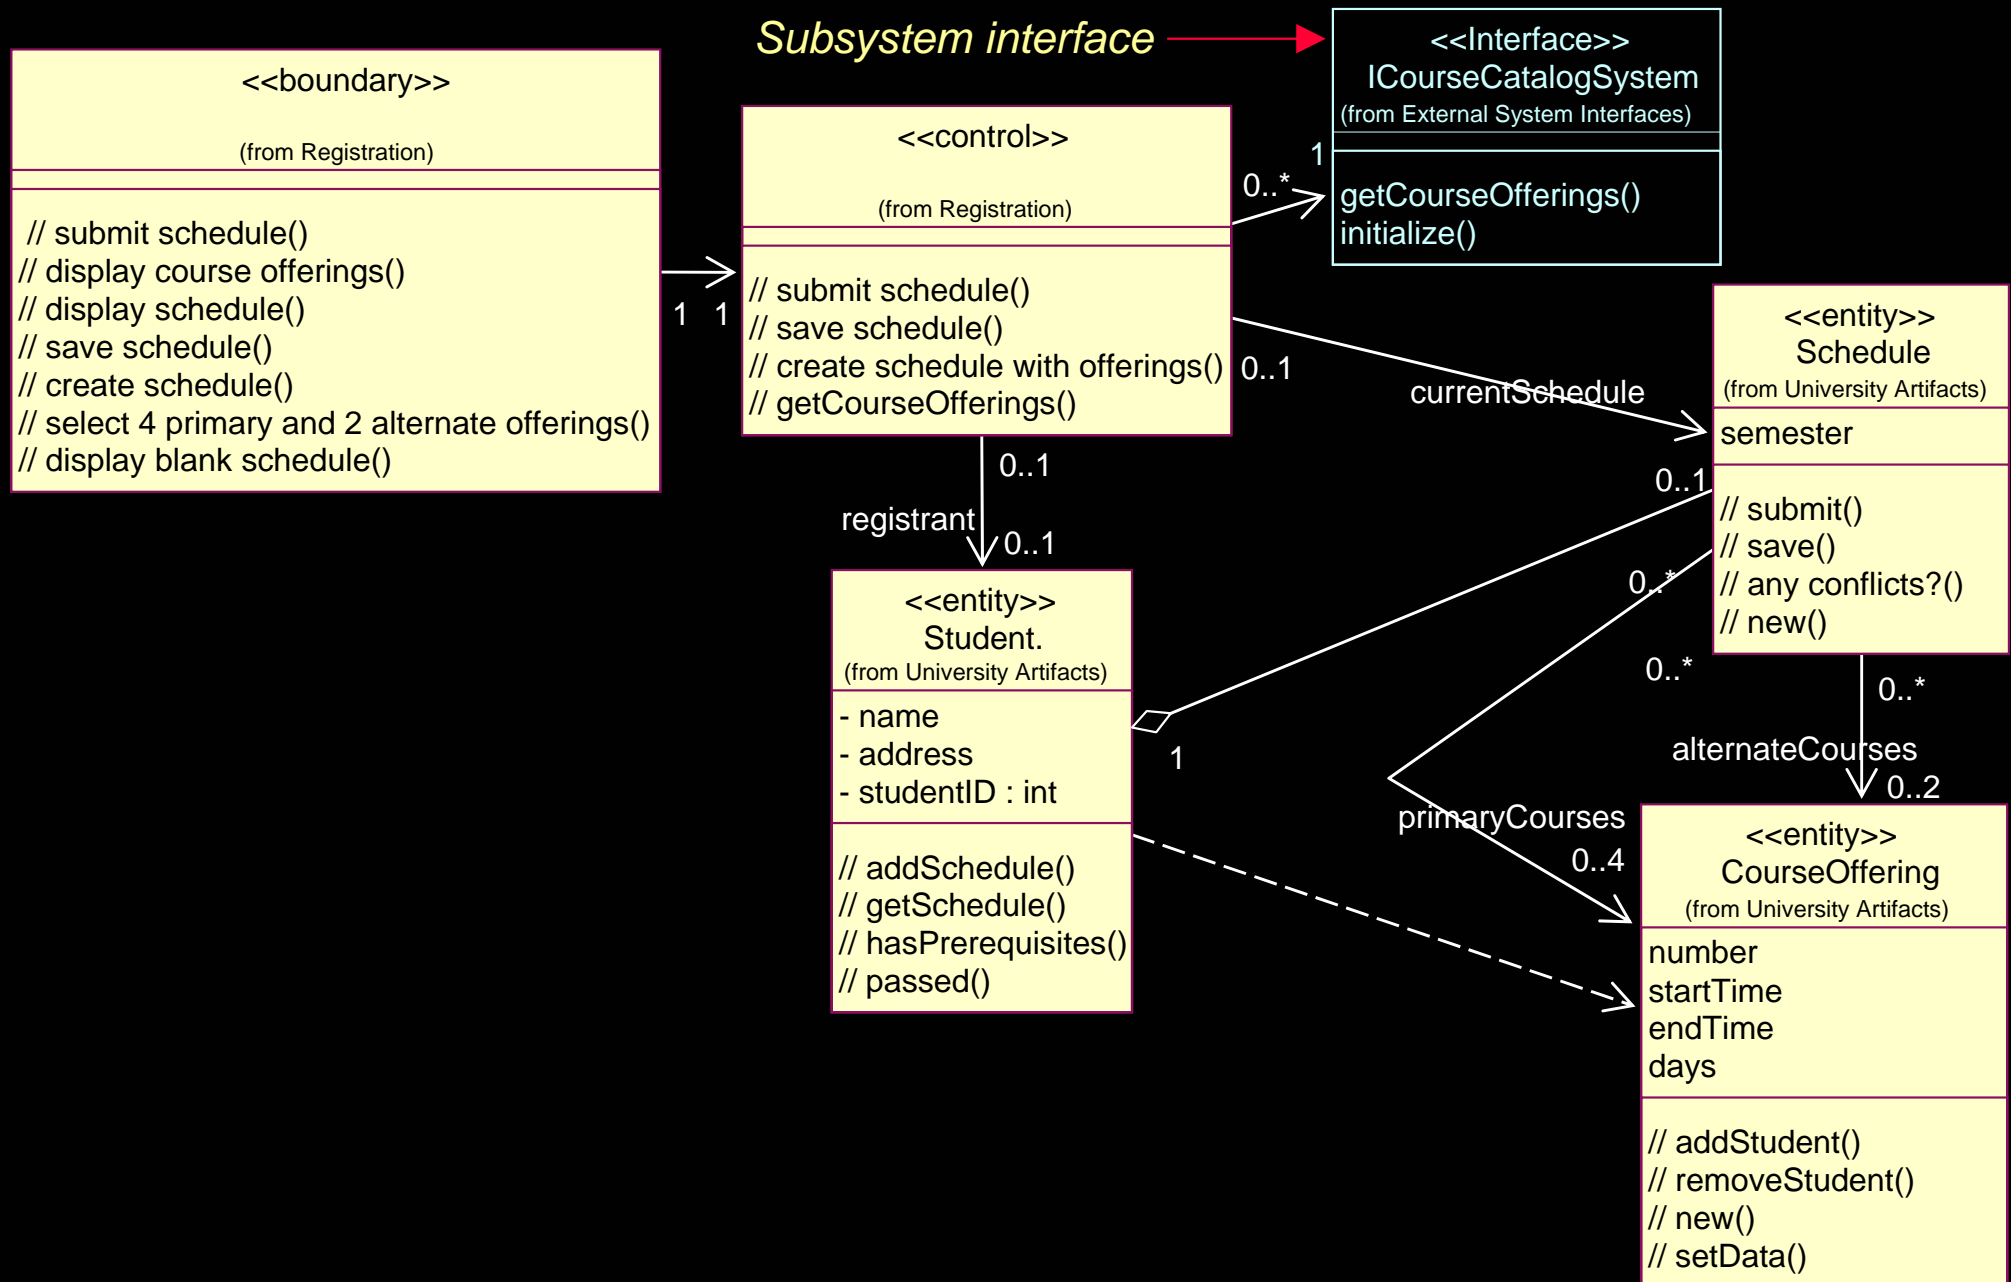 Subsystem interface
<<boundary>>
(from Registration)
// submit schedule()
// display course offerings()
// display schedule()
// save schedule()
// create schedule()
// select 4 primary and 2 alternate offerings()
// display blank schedule()
1
1
<<control>>
(from Registration)
// submit schedule()
// save schedule()
// create schedule with offerings()
// getCourseOfferings()
0..*
1
<<Interface>>
ICourseCatalogSystem
(from External System Interfaces)
getCourseOfferings()
initialize()
0..1
currentSchedule
0..1
registrant
0..1
<<entity>>
Schedule
(from University Artifacts)
semester
// submit()
// save()
// any conflicts?()
// new()
0..1
0..*
0..*
0..*
<<entity>>
Student.
(from University Artifacts)
- name
- address
- studentID : int
// addSchedule()
// getSchedule()
// hasPrerequisites()
// passed()
1
alternateCourses
0..2
primaryCourses
0..4
<<entity>>
CourseOffering
(from University Artifacts)
number
startTime
endTime
days
// addStudent()
// removeStudent()
// new()
// setData()